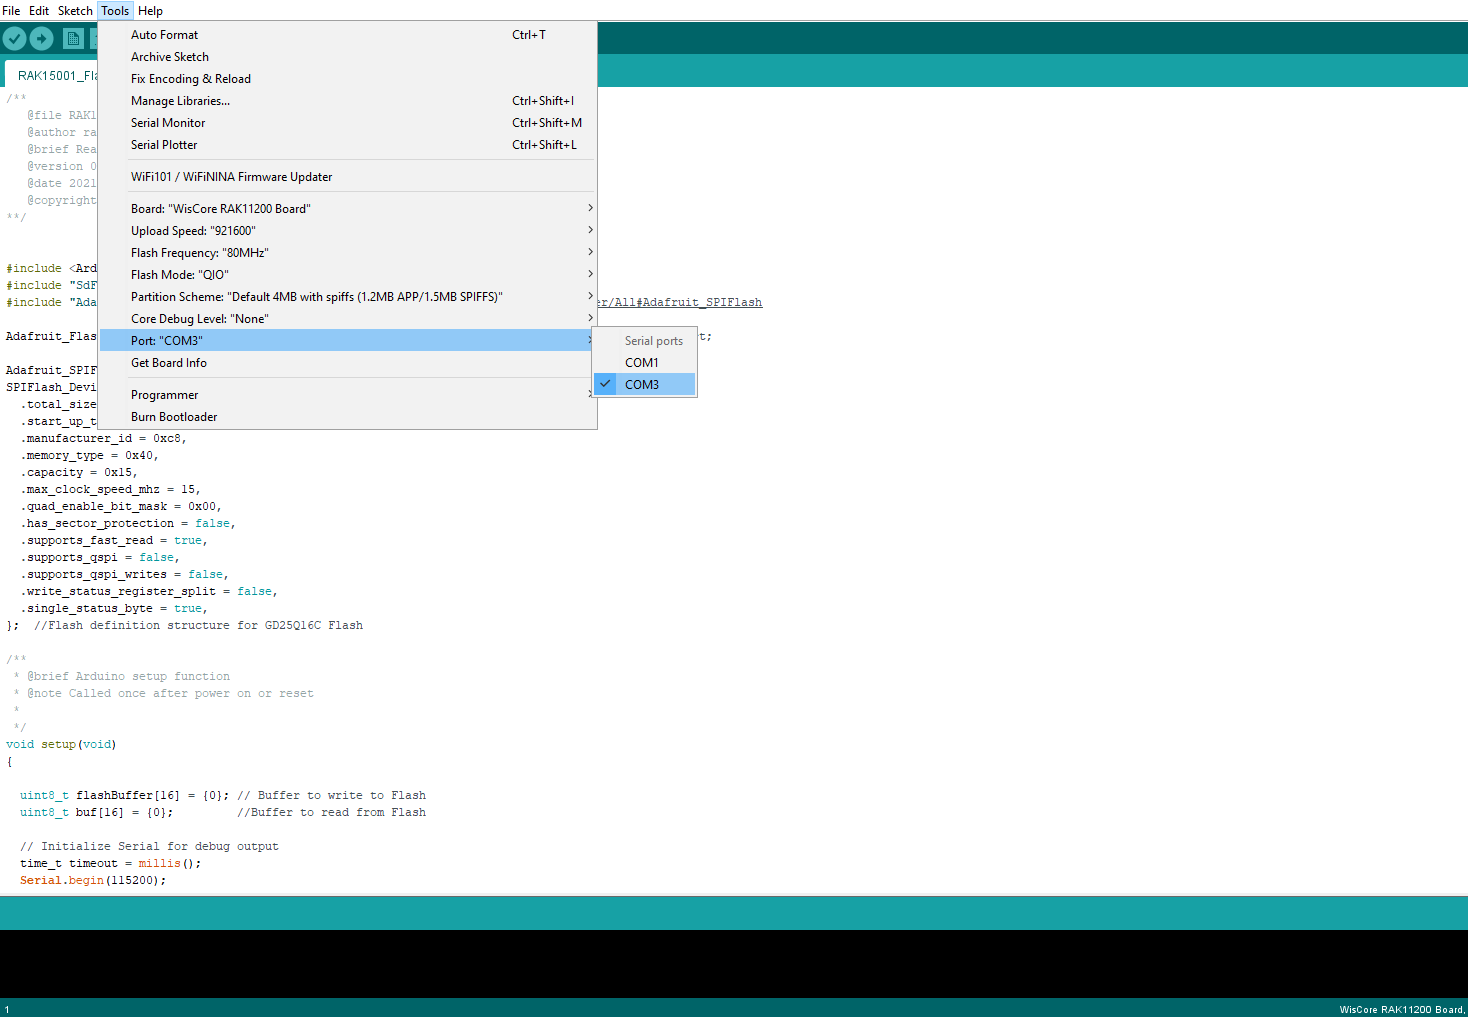 File Edit Sketch Tools Help
Auto Format Ctrl+T
Archive Sketch
Fix Encoding & Reload
Manage Libraries... Ctrl+Shift+I
Serial Monitor Ctrl+Shift+M
Serial Plotter Ctrl+Shift+L
WiFi101 / WiFiNINA Firmware Updater
Board: "WisCore RAK11200 Board"
Upload Speed: "921600"
Flash Frequency: "80MHz"
Flash Mode: "QIO"
Partition Scheme: "Default 4MB with spiffs (1.2MB APP/1.5MB SPIFFS)"
Core Debug Level: "None"
Port: "COM3"
Get Board Info
Programmer
Burn Bootloader
Serial ports
COM1
COM3
RAK15001_Fla
/**
@file RAK1
@author ra
@brief Rea
@version 0
@date 2021
@copyright
**/
#include <Ard
#include "SdF
#include "Ada er/All#Adafruit_SPIFlash
Adafruit_Flas t;
Adafruit_SPIF
SPIFlash_Devi
.total_size
.start_up_t
.manufacturer_id = 0xc8,
.memory_type = 0x40,
.capacity = 0x15,
.max_clock_speed_mhz = 15,
.quad_enable_bit_mask = 0x00,
.has_sector_protection = false,
.supports_fast_read = true,
.supports_qspi = false,
.supports_qspi_writes = false,
.write_status_register_split = false,
.single_status_byte = true,
}; //Flash definition structure for GD25Q16C Flash
/**
* @brief Arduino setup function
* @note Called once after power on or reset
*
*/
void setup(void)
{
uint8_t flashBuffer[16] = {0}; // Buffer to write to Flash
uint8_t buf[16] = {0}; //Buffer to read from Flash
// Initialize Serial for debug output
time_t timeout = millis();
Serial.begin(115200);
1 WisCore RAK11200 Board,